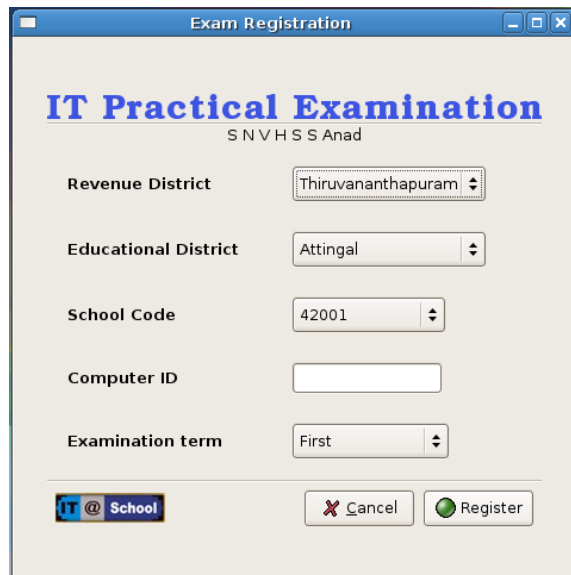 Exam Registration
IT Practical Examination
S N V H S S Anad
Revenue District Thiruvananthapuram
Educational District Attingal
School Code 42001
Computer ID
Examination term First
IT @ School Cancel Register